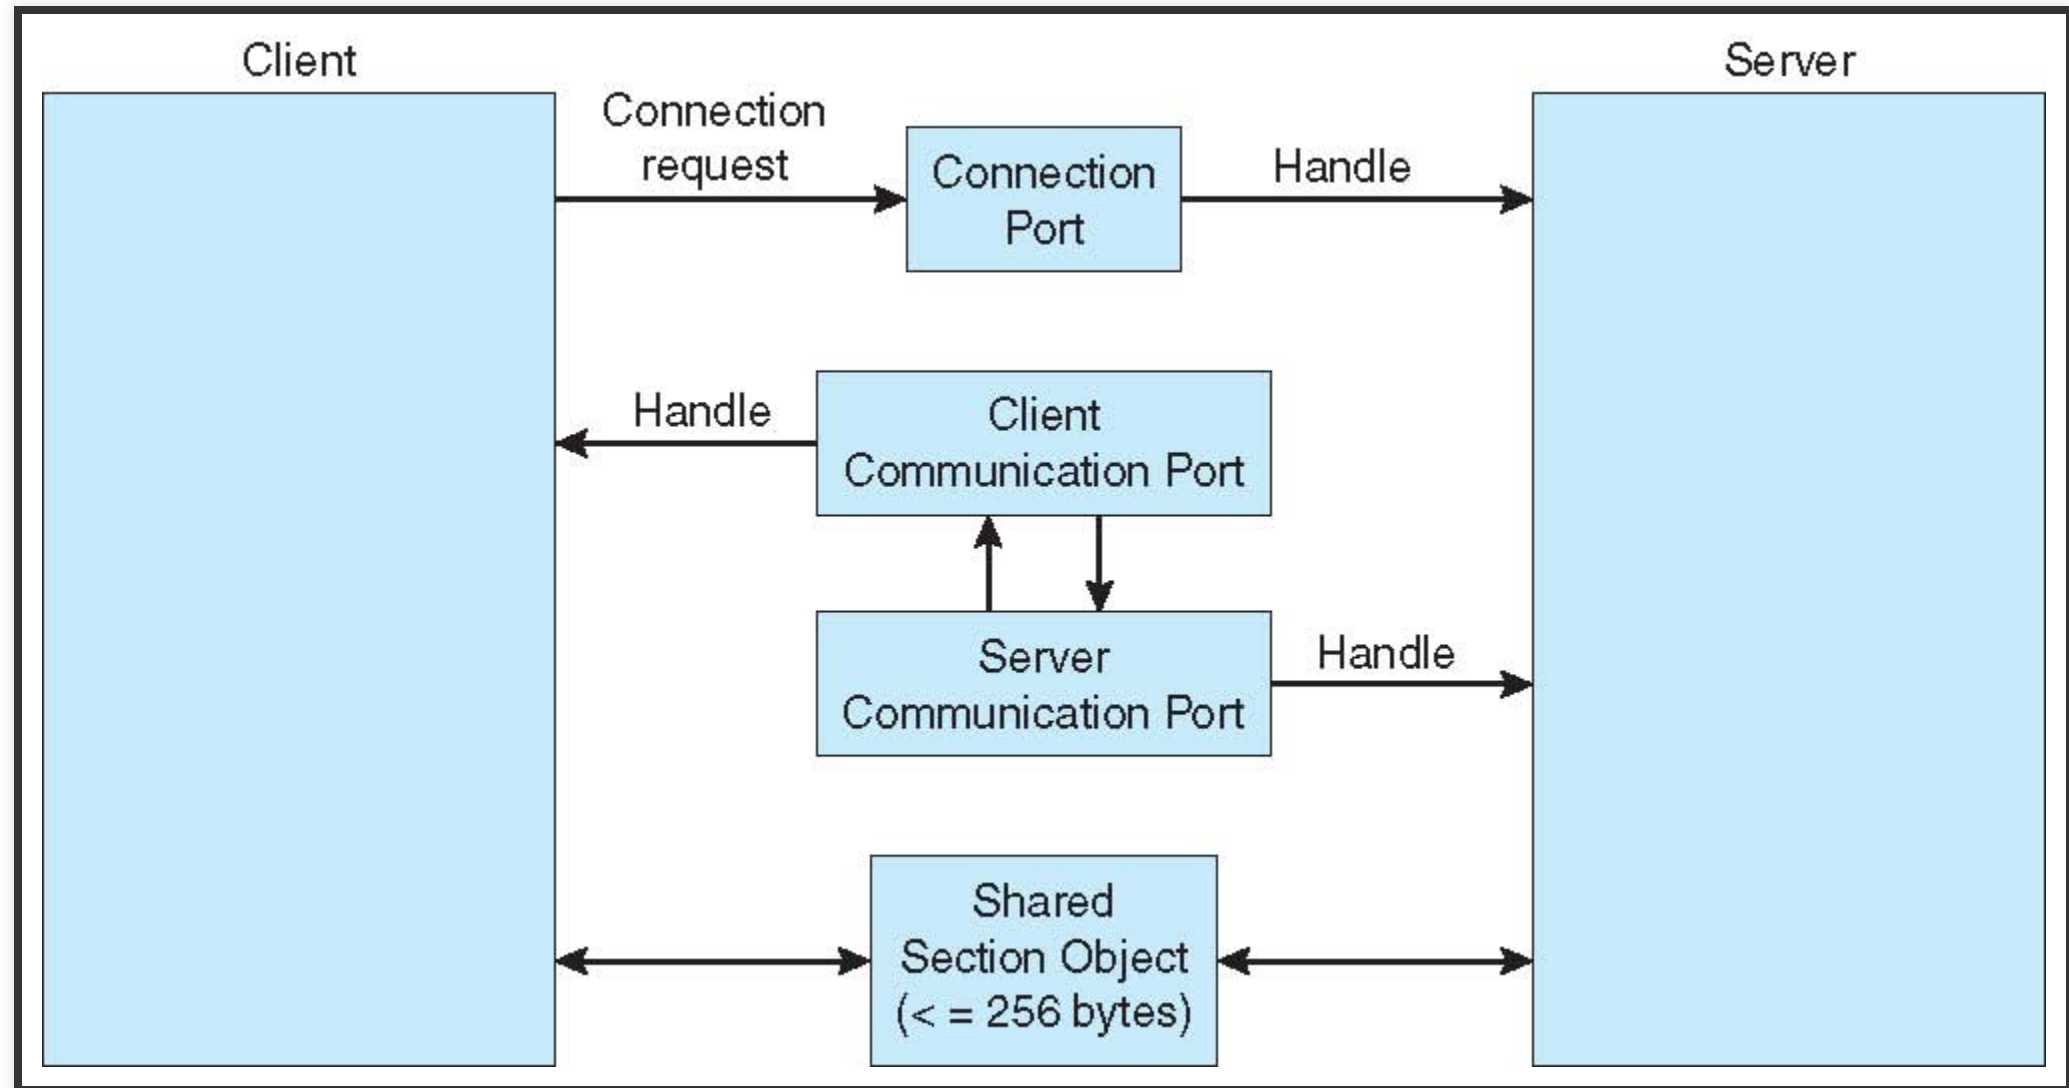 Client
Server
Connection
request
Connection
Port
Handle
Handle
Client
Communication Port
Server
Communication Port
Handle
Shared
Section Object
(< = 256 bytes)